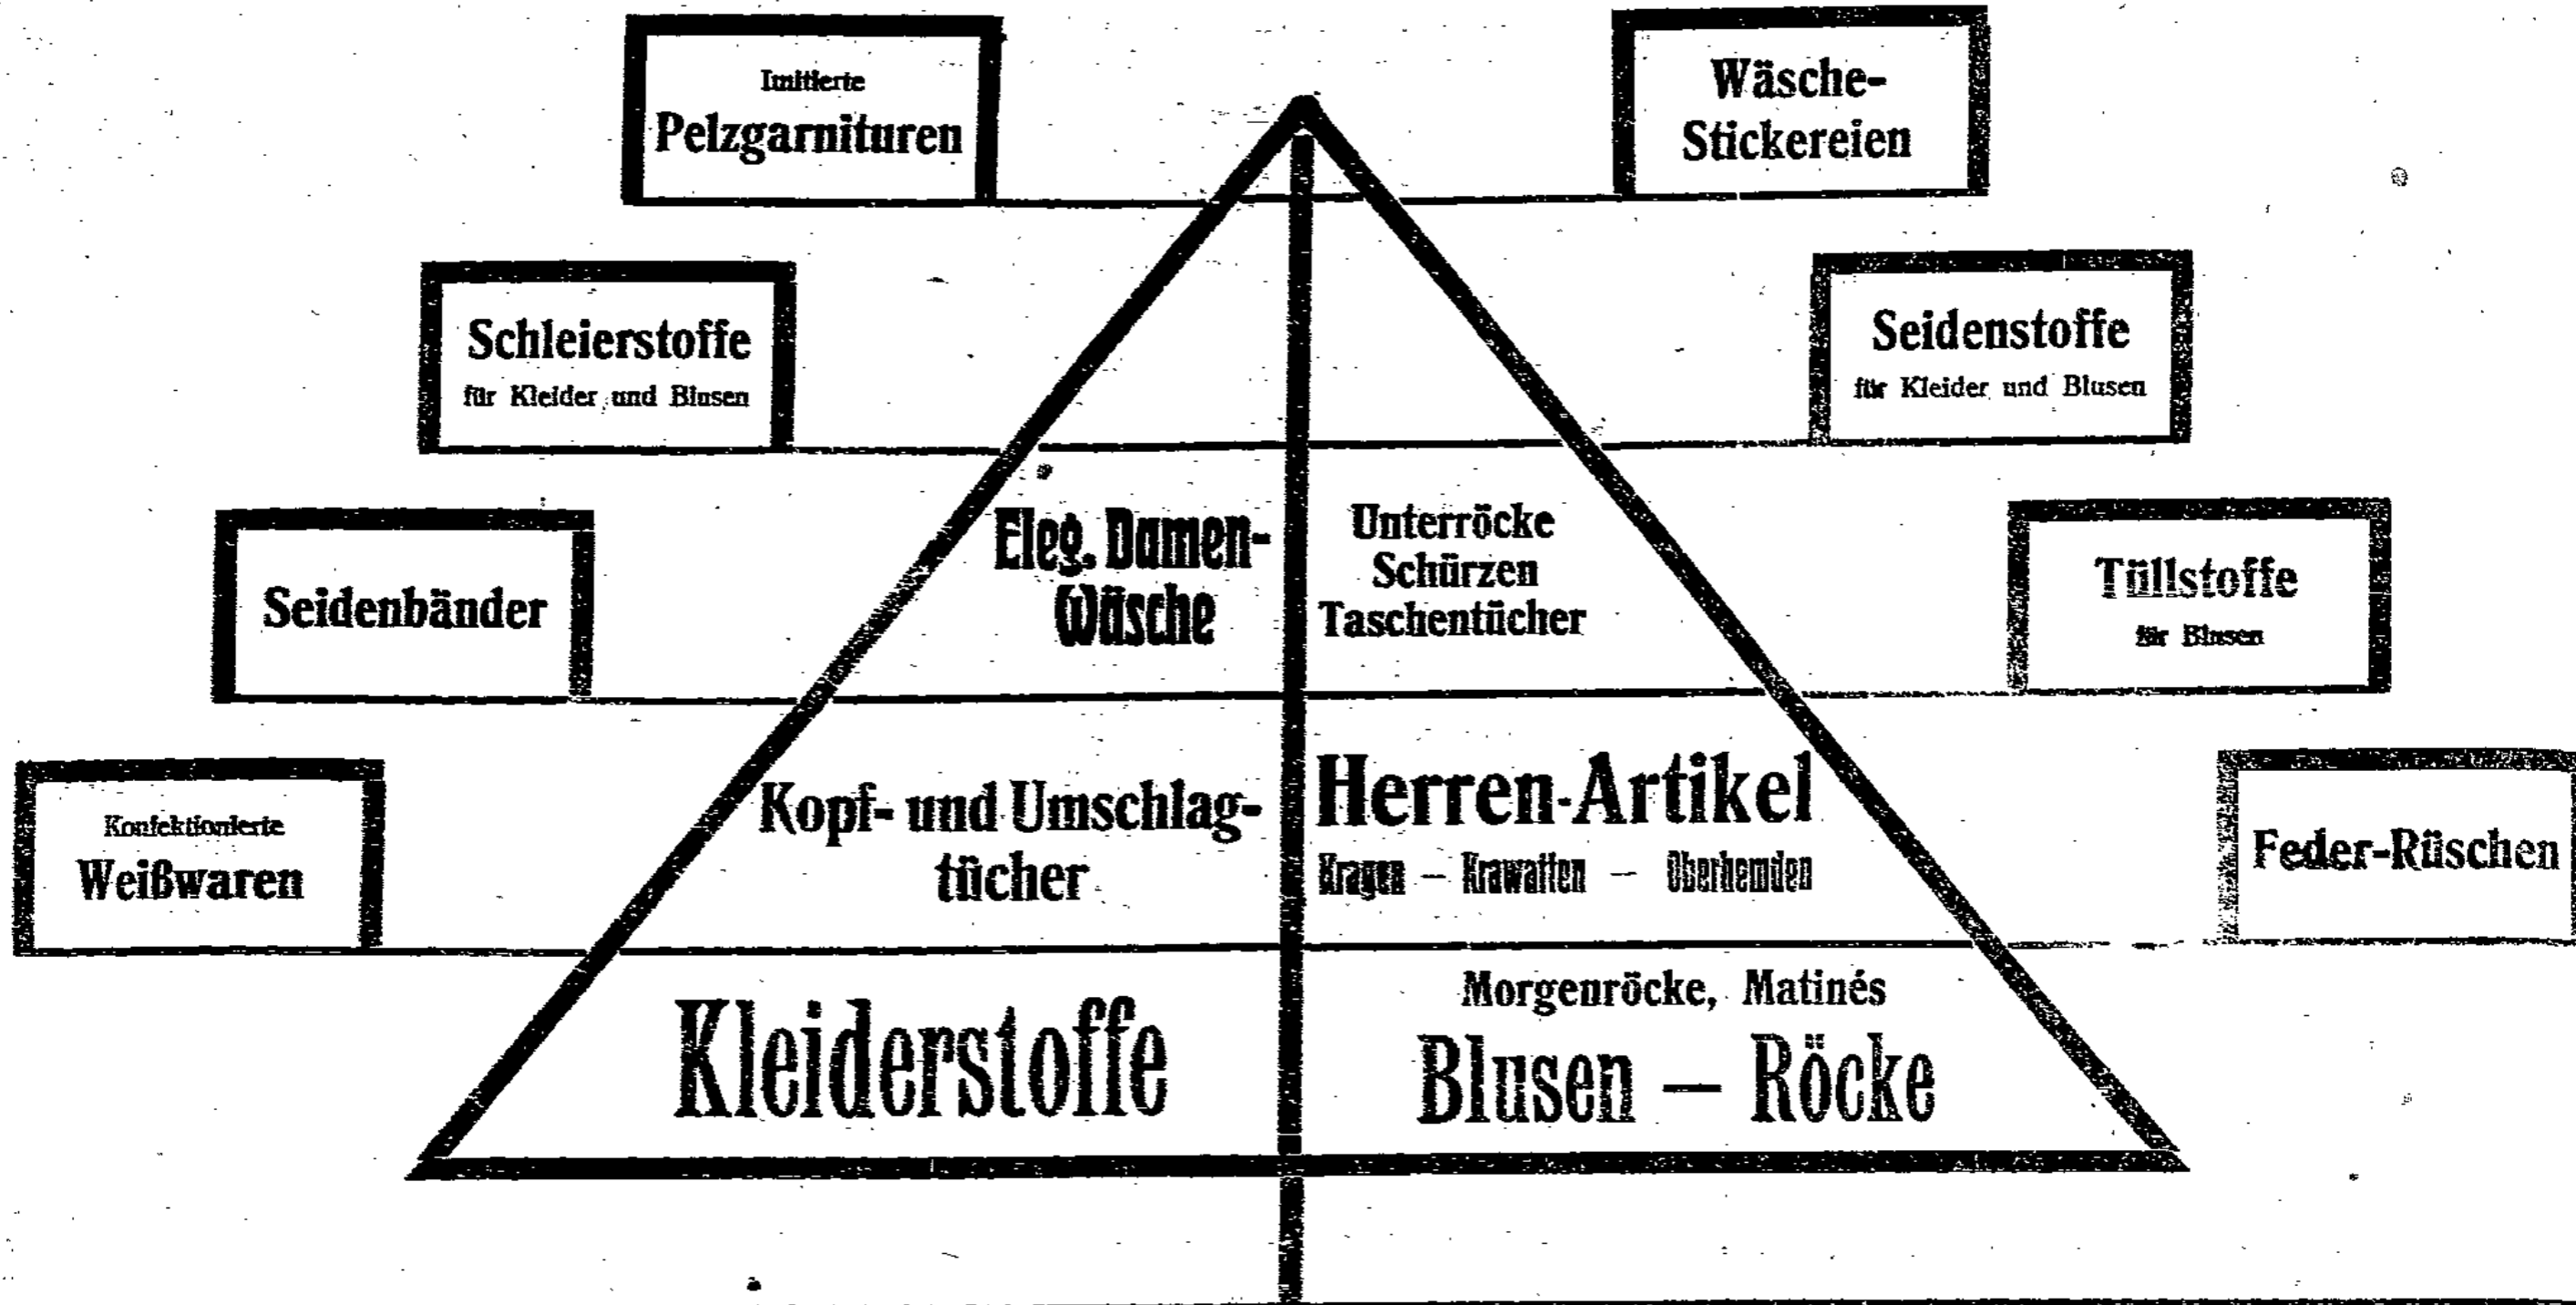 Imitierte
Pelzgarnituren
Wäsche-
Stickereien
Schleierstoffe
für Kleider und Blusen
Seidenstoffe
für Kleider und Blusen
Seidenbänder
Eleg. Damen-
Wäsche
Unterröcke
Schürzen
Taschentücher
Tüllstoffe
für Blusen
Konfektionierte
Weißwaren
Kopf- und Umschlag-
tücher
Herren-Artikel
Kragen — Krawatten — Oberhemden
Feder-Rüschen
Kleiderstoffe
Morgenröcke, Matinés
Blusen — Röcke